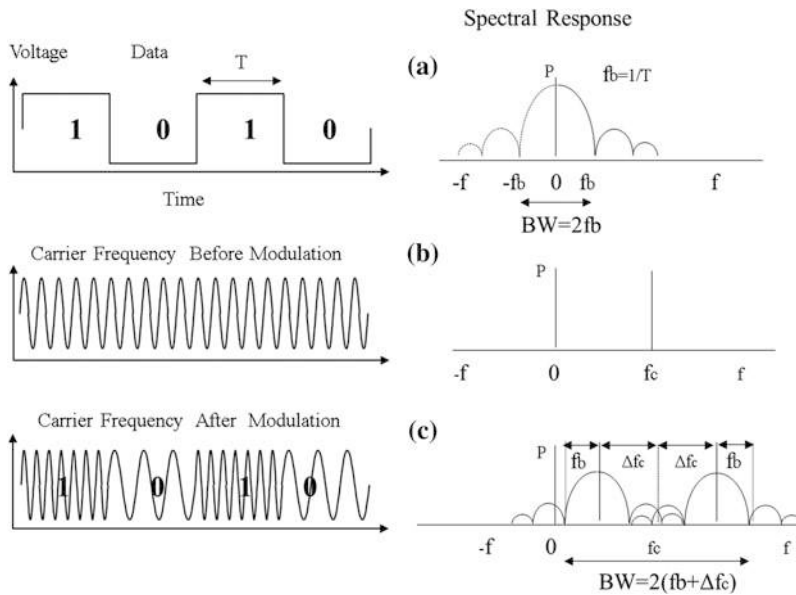 Spectral Response
Voltage Data T
1 0 1 0
Time
(a)
P fb=1/T
-f -fb 0 fb f
BW=2fb
Carrier Frequency Before Modulation
(b)
P
-f 0 fc f
Carrier Frequency After Modulation
1 0 1 0
(c)
P fb Δfc Δfc fb
-f 0 fc f
BW=2(fb+Δfc)